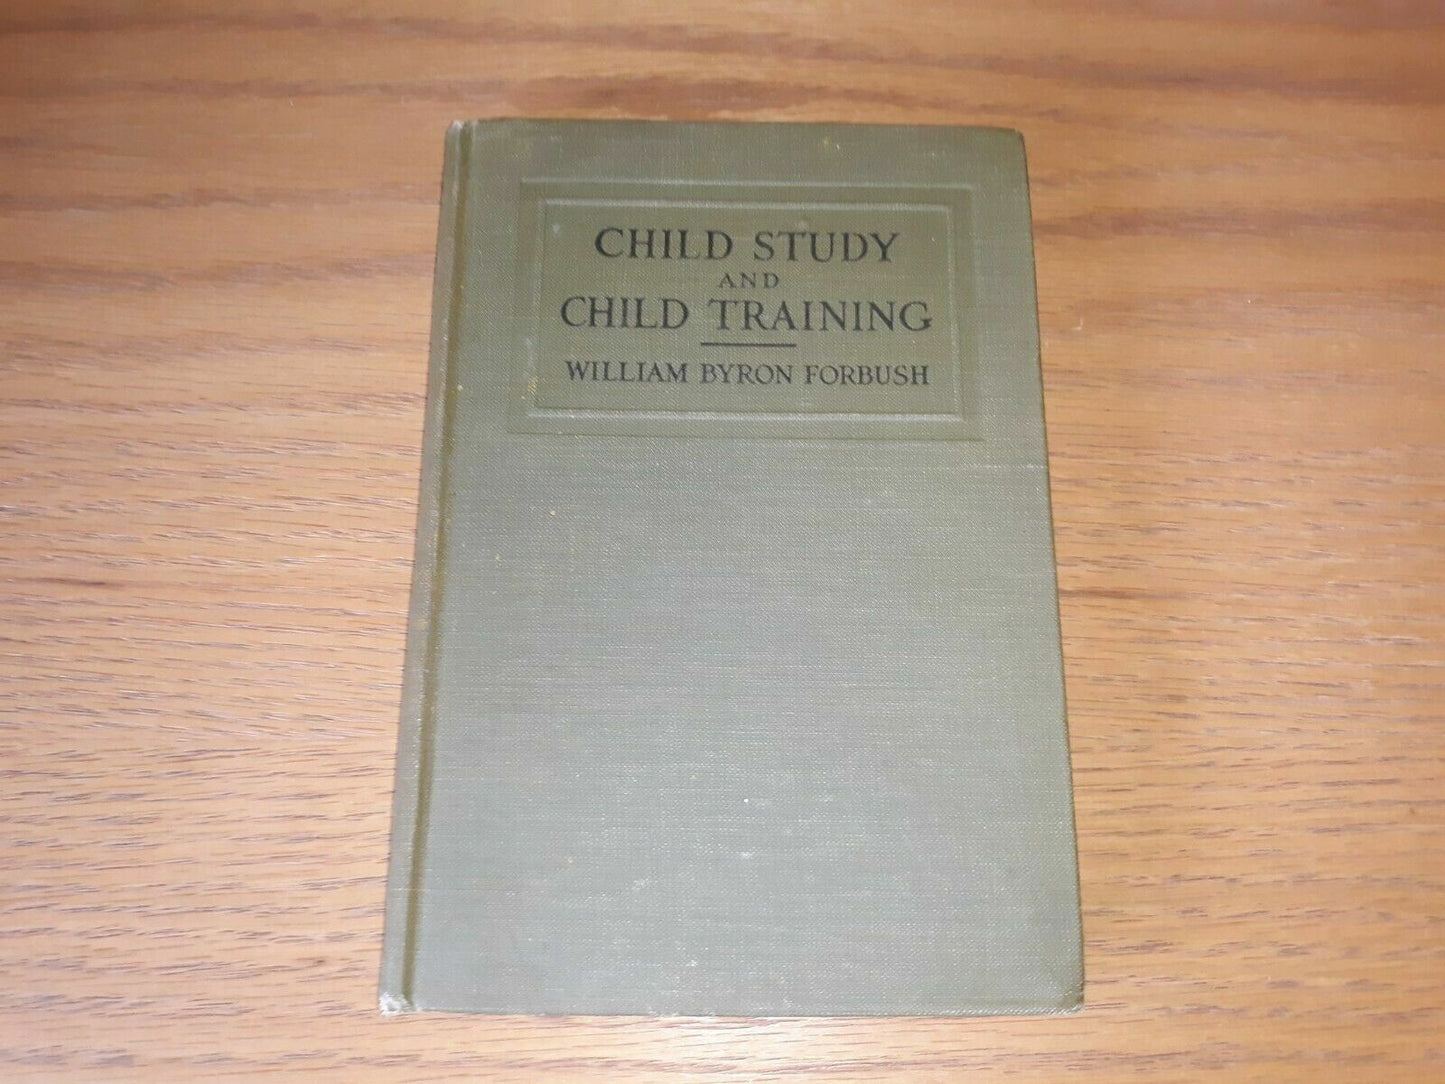 CHILD STUDY
AND
CHILD TRAINING
WILLIAM BYRON FORBUSH